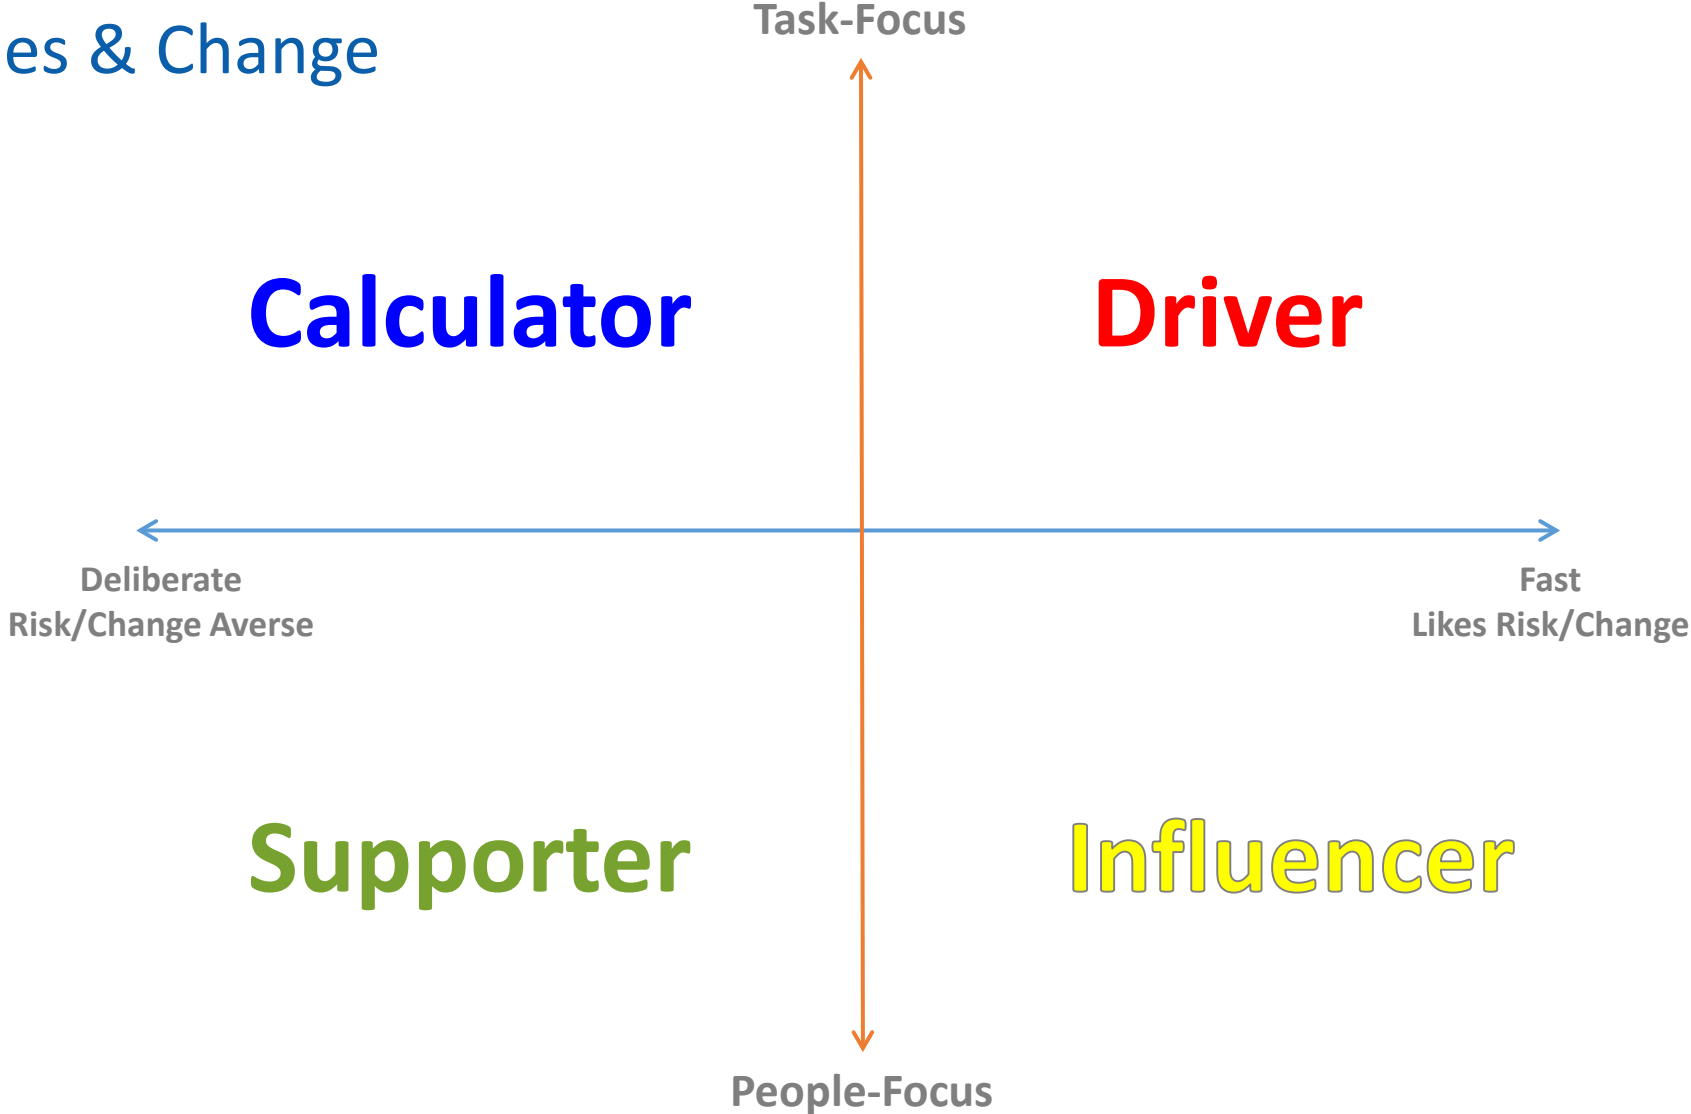 Task-Focus
es & Change
Calculator
Driver
Deliberate
Risk/Change Averse
Fast
Likes Risk/Change
Supporter
Influencer
People-Focus